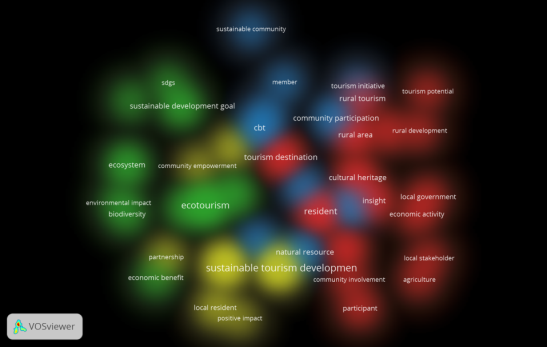 sustainable community
sdgs
member
tourism initiative
tourism potential
rural tourism
sustainable development goal
community participation
cbt
rural area
rural development
tourism destination
ecosystem
community empowerment
cultural heritage
local government
environmental impact
ecotourism
insight
biodiversity
resident
economic activity
natural resource
partnership
local stakeholder
sustainable tourism developmen
economic benefit
community involvement
agriculture
local resident
participant
positive impact
VOSviewer